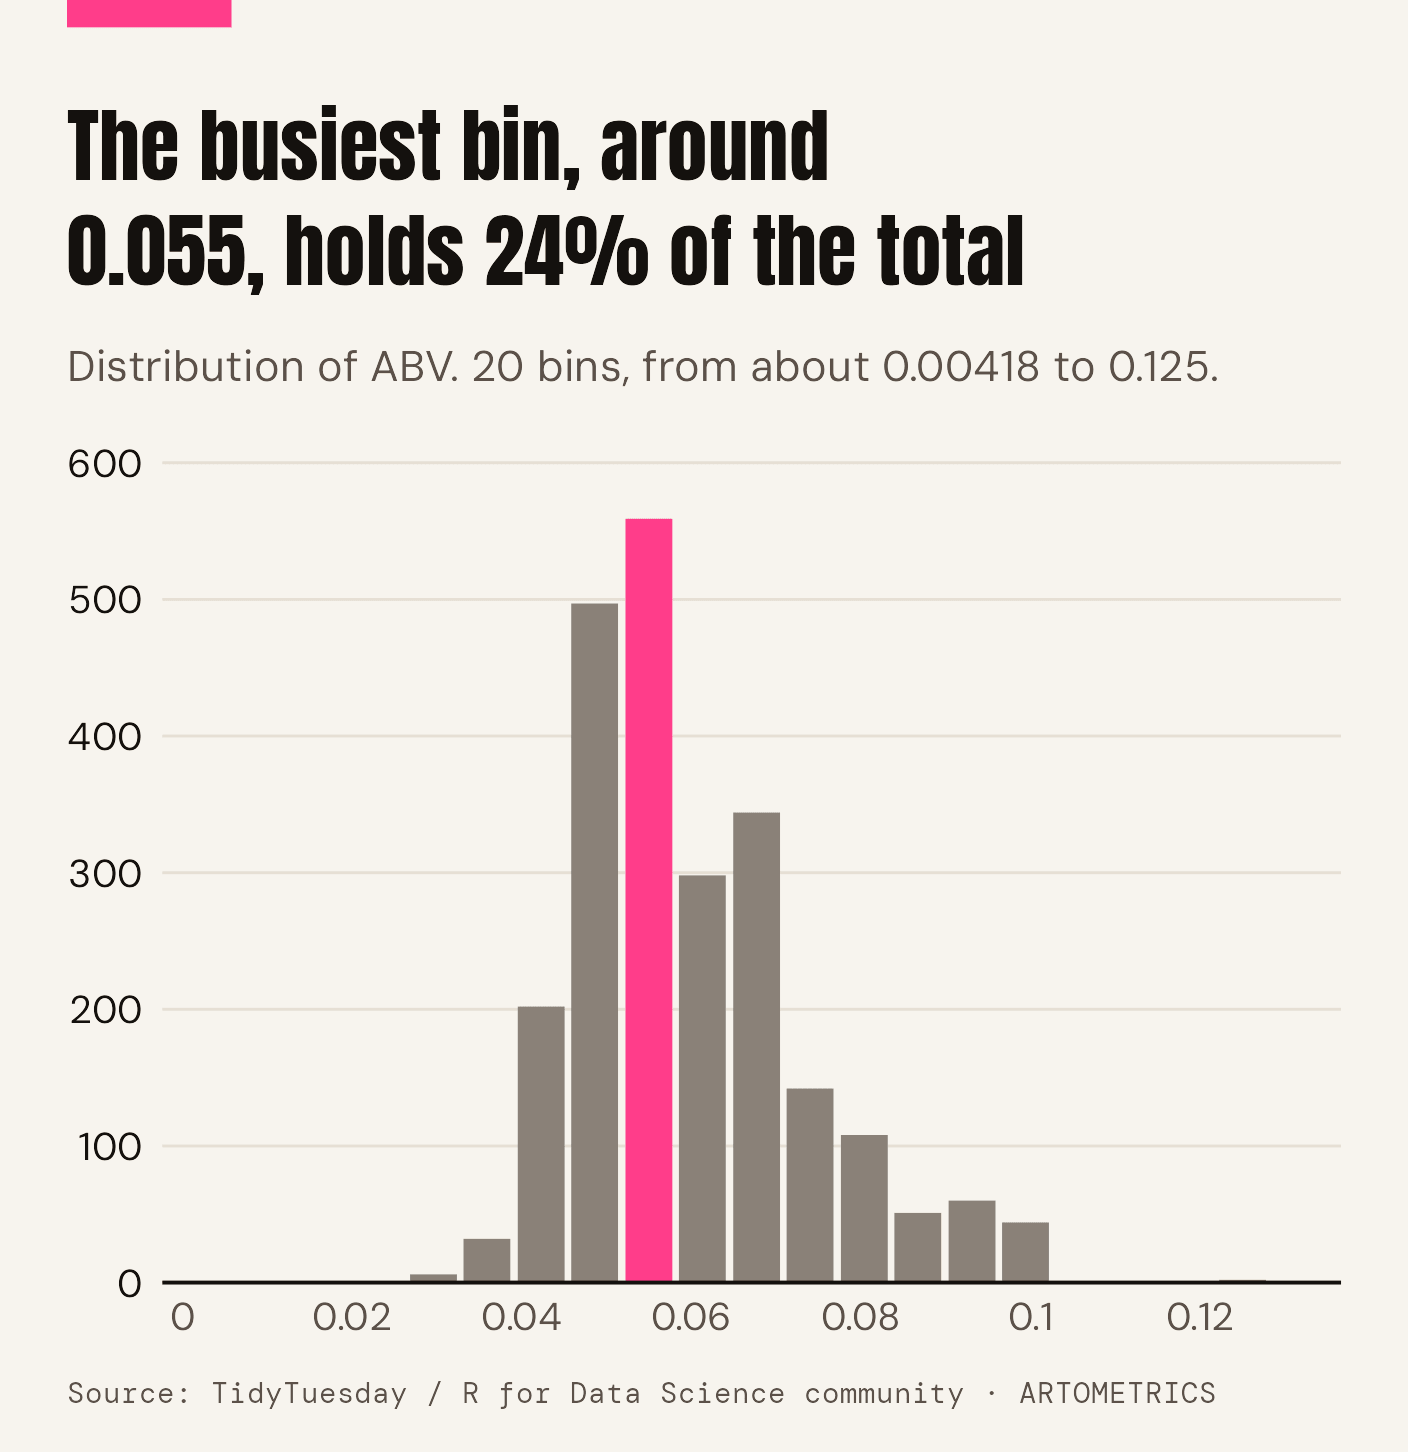 The busiest bin, around
0.055, holds 24% of the total
Distribution of ABV. 20 bins, from about 0.00418 to 0.125.
600
500
400
300
200
100
0
0 0.02 0.04 0.06 0.08 0.1 0.12
Source: TidyTuesday / R for Data Science community · ARTOMETRICS